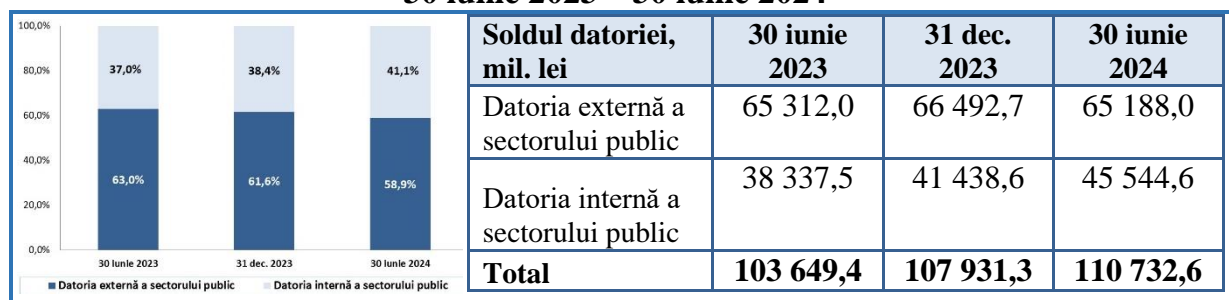 100,0%
80,0%
60,0%
40,0%
20,0%
0,0%
37,0%
38,4%
41,1%
63,0%
61,6%
58,9%
30 Iunie 2023
31 dec. 2023
30 Iunie 2024
Datoria externă a sectorului public
Datoria internă a sectorului public
Soldul datoriei, 30 iunie 31 dec. 30 iunie
mil. lei 2023 2023 2024
Datoria externă a 65 312,0 66 492,7 65 188,0
sectorului public
Datoria internă a 38 337,5 41 438,6 45 544,6
sectorului public
Total 103 649,4 107 931,3 110 732,6